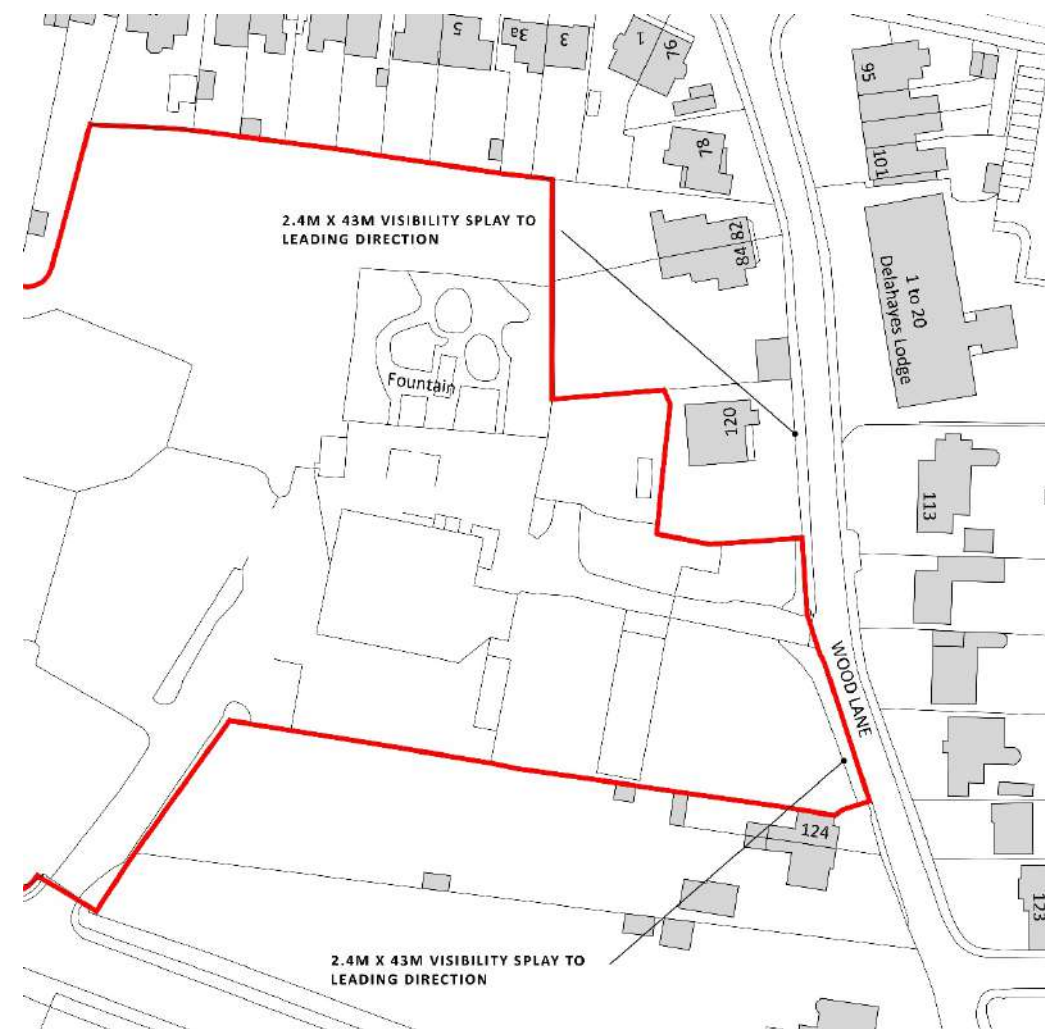 5
3a
3
1
76
95
78
101
2.4M X 43M VISIBILITY SPLAY TO
LEADING DIRECTION
84 82
1 to 20
Delahayes Lodge
Fountain
120
113
WOOD LANE
124
123
2.4M X 43M VISIBILITY SPLAY TO
LEADING DIRECTION